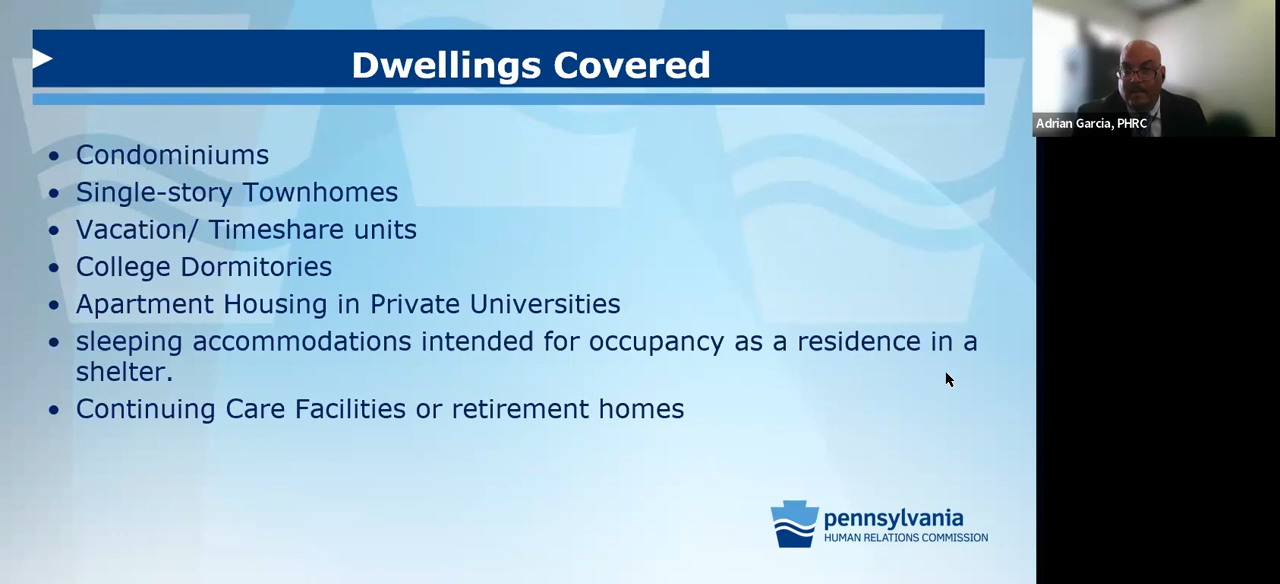 Dwellings Covered
Adrian Garcia, PHRC
• Condominiums
• Single-story Townhomes
• Vacation/ Timeshare units
• College Dormitories
• Apartment Housing in Private Universities
• sleeping accommodations intended for occupancy as a residence in a
shelter.
• Continuing Care Facilities or retirement homes
pennsylvania
HUMAN RELATIONS COMMISSION